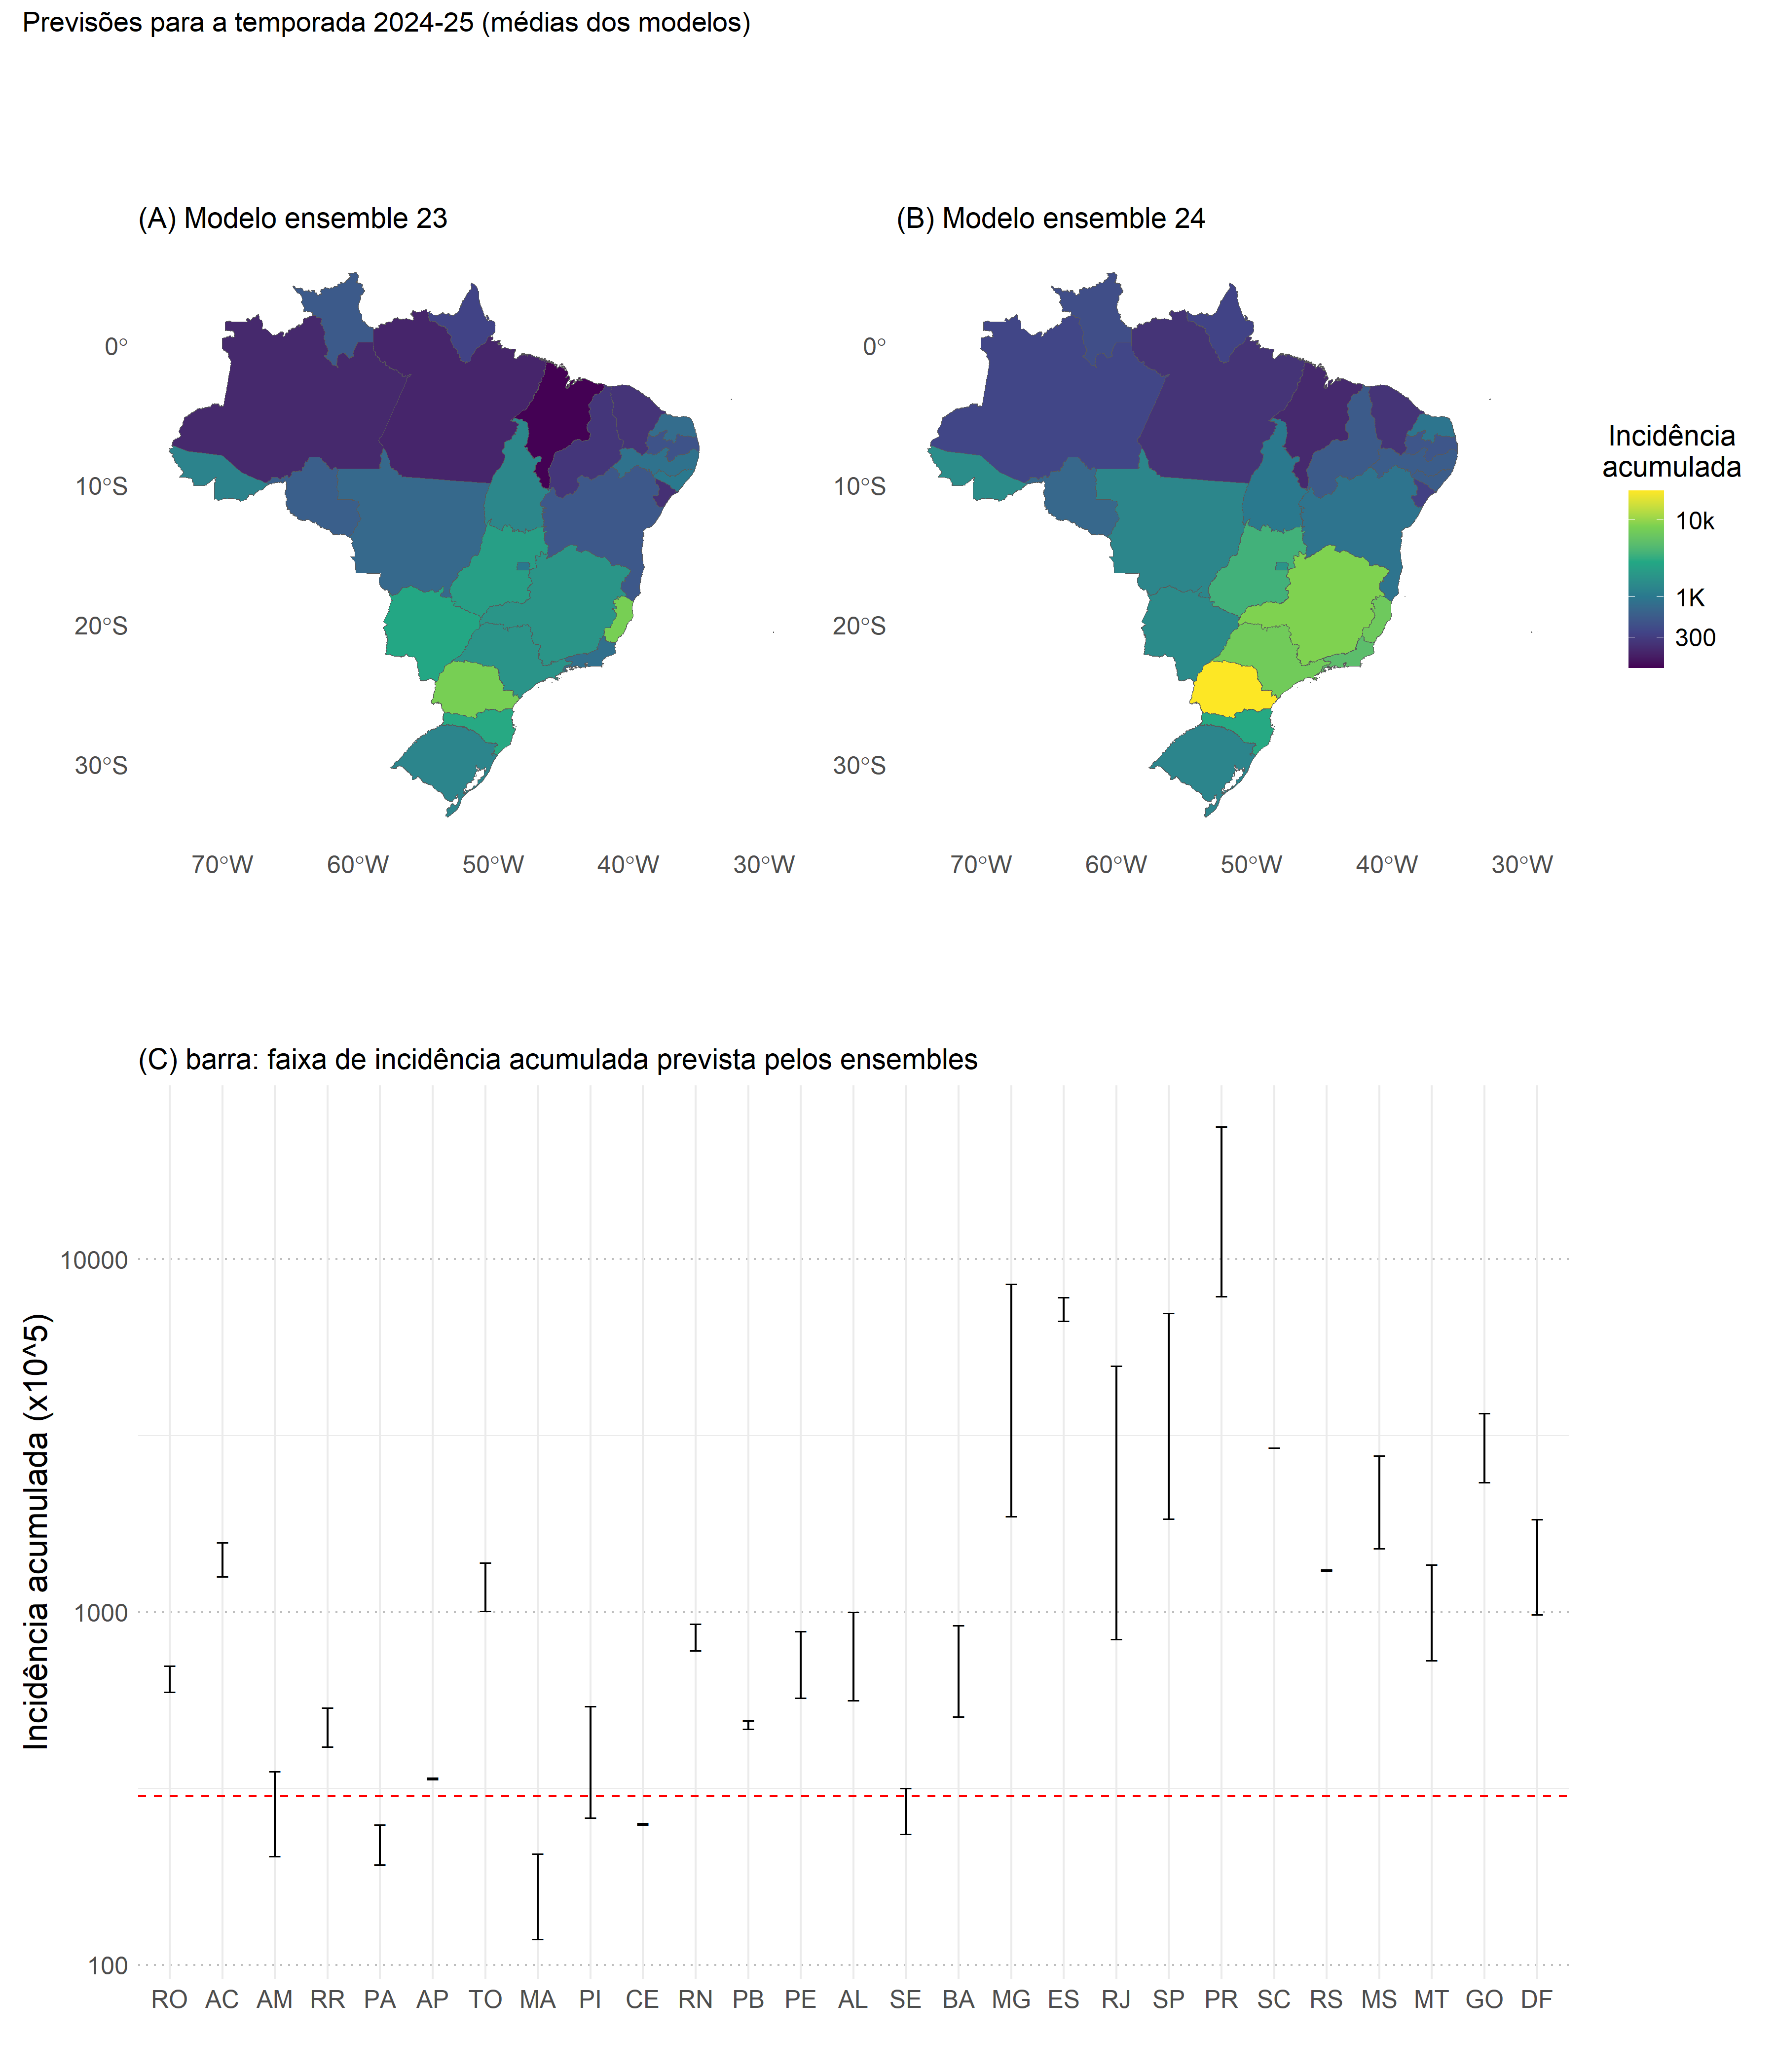 Previsões para a temporada 2024-25 (médias dos modelos)
(A) Modelo ensemble 23
(B) Modelo ensemble 24
0°
10°S
20°S
30°S
70°W 60°W 50°W 40°W 30°W
0°
10°S
20°S
30°S
70°W 60°W 50°W 40°W 30°W
Incidência
acumulada
10k
1K
300
(C) barra: faixa de incidência acumulada prevista pelos ensembles
Incidência acumulada (x10^5)
10000
1000
100
RO AC AM RR PA AP TO MA PI CE RN PB PE AL SE BA MG ES RJ SP PR SC RS MS MT GO DF